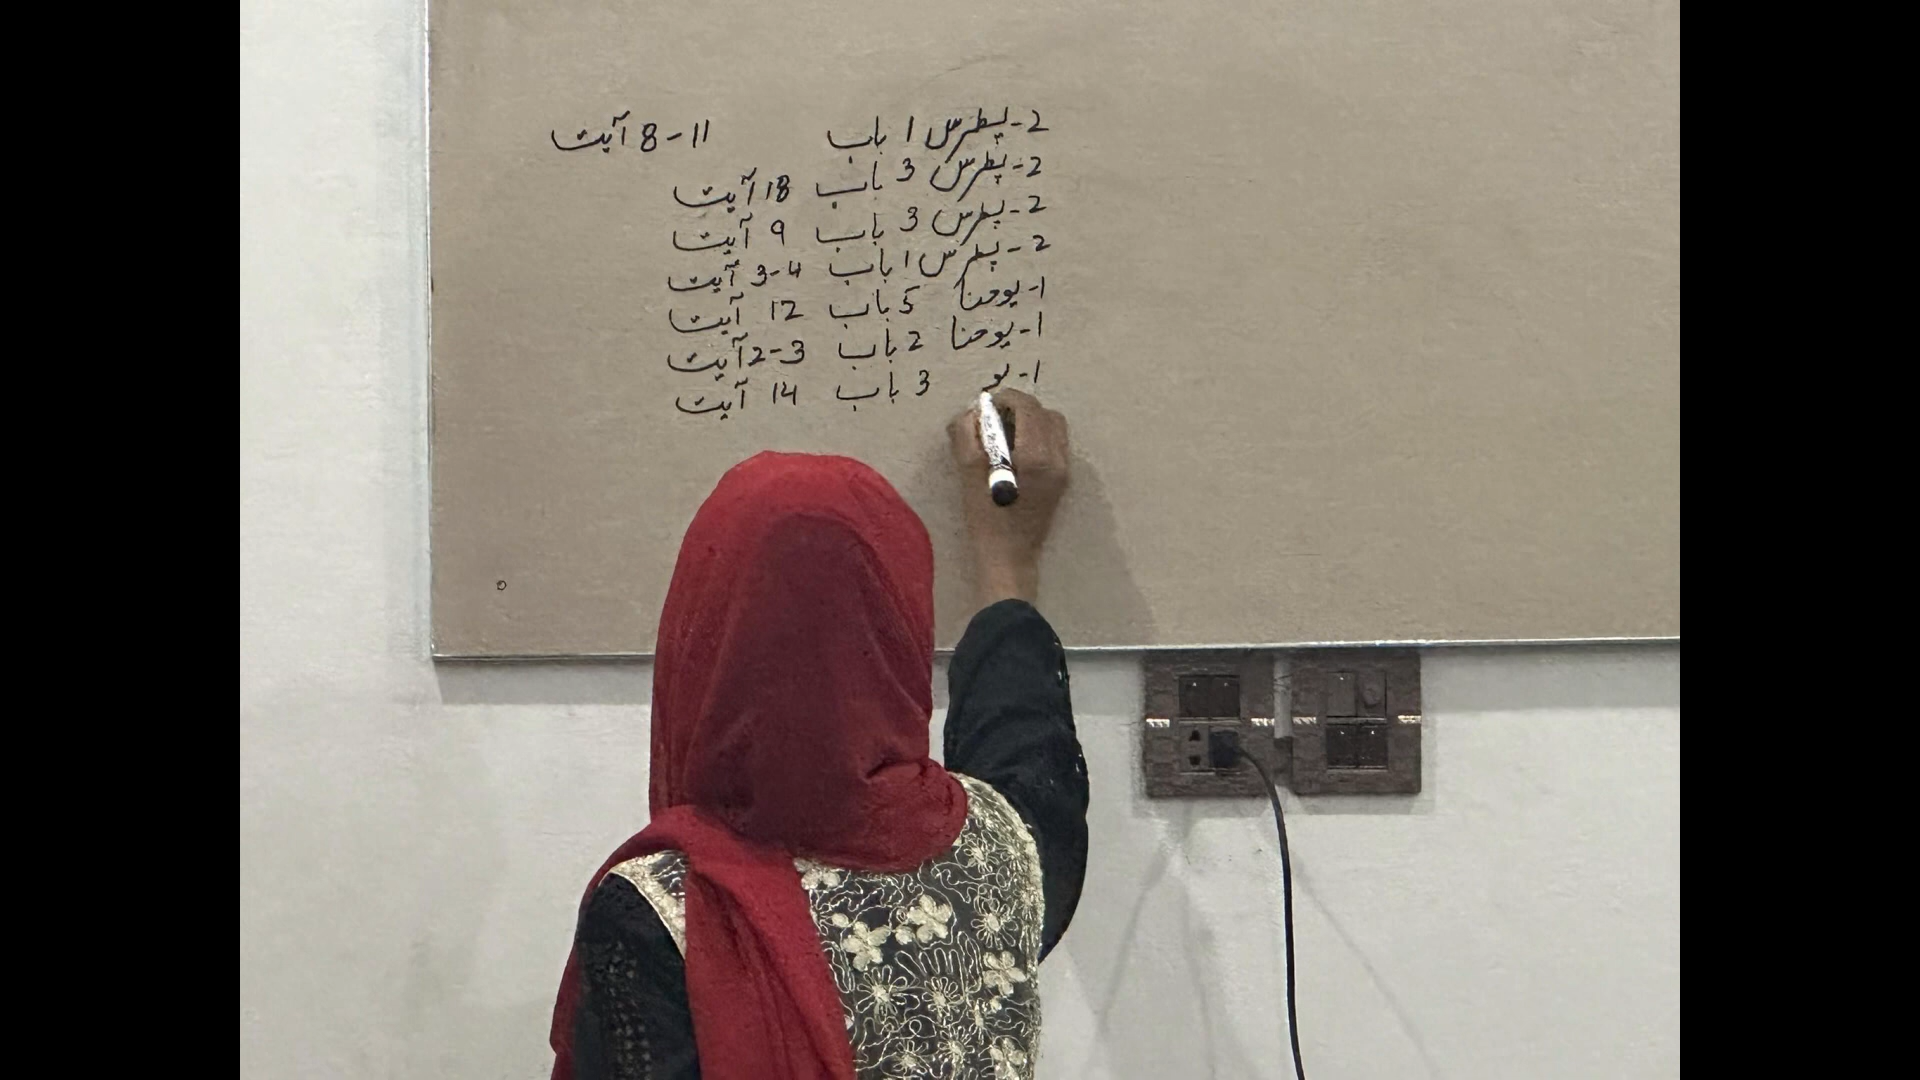 2-پطرس 1 باب 8-11 آیت
2-پطرس 3 باب 18 آیت
2-پطرس 3 باب 9 آیت
2-پطرس 1 باب 3-4 آیت
1-یوحنا 5 باب 12 آیت
1-یوحنا 2 باب 2-3 آیت
1-یو 3 باب 14 آیت